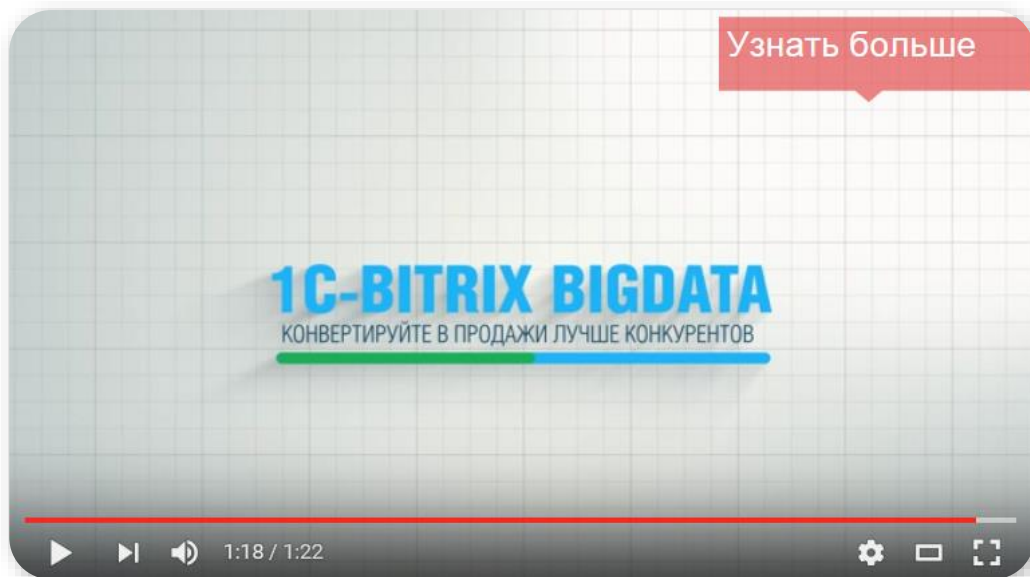 Узнать больше
1C-BITRIX BIGDATA
КОНВЕРТИРУЙТЕ В ПРОДАЖИ ЛУЧШЕ КОНКУРЕНТОВ
1:18 / 1:22